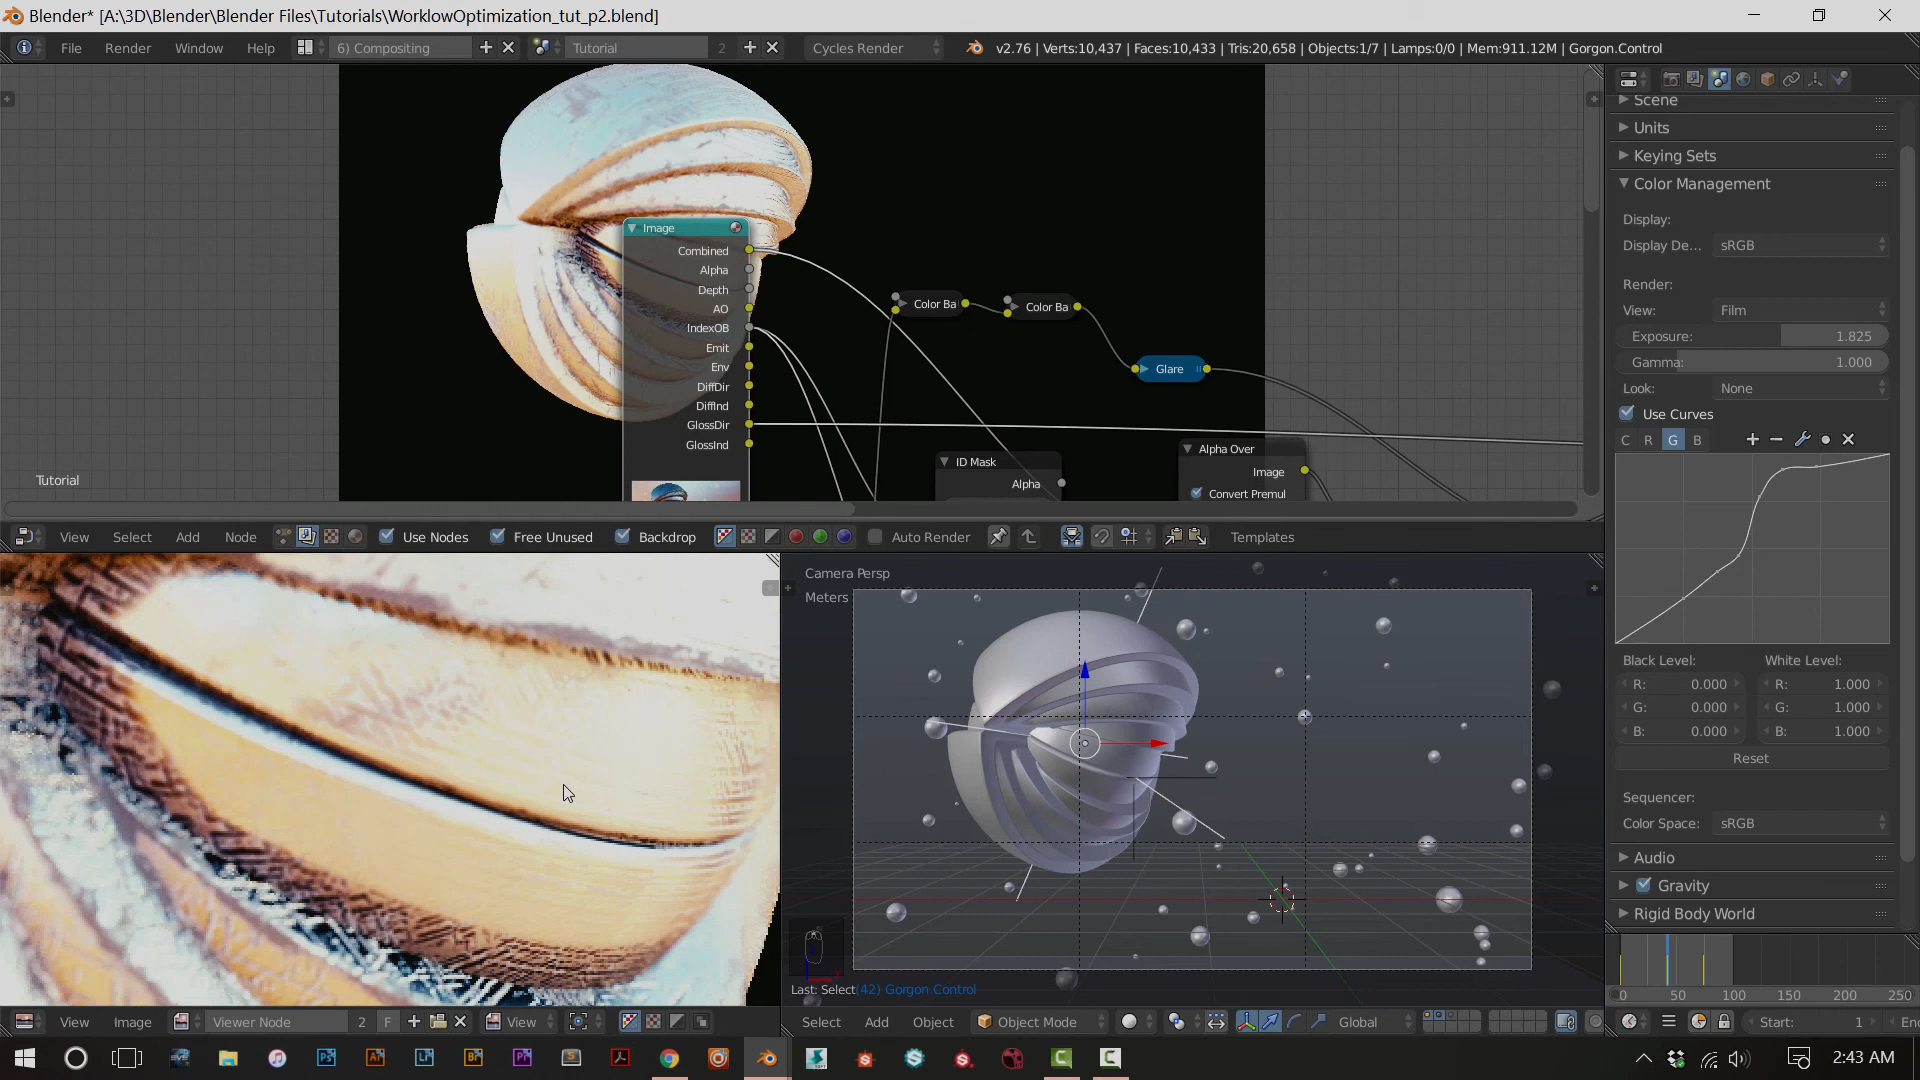 Blender* [A:\3D\Blender\Blender Files\Tutorials\WorklowOptimization_tut_p2.blend]
File Render Window Help 6) Compositing Tutorial 2 Cycles Render v2.76 | Verts:10,437 | Faces:10,433 | Tris:20,658 | Objects:1/7 | Lamps:0/0 | Mem:911.12M | Gorgon.Control
Image
Combined
Alpha
Depth
AO
IndexOB
Emit
Env
DiffDir
DiffInd
GlossDir
GlossInd
Color Ba
Color Ba
Glare
ID Mask
Alpha
Alpha Over
Image
Convert Premul
Tutorial
View Select Add Node Use Nodes Free Unused Backdrop Auto Render Templates
Scene
Units
Keying Sets
Color Management
Display:
Display De... sRGB
Render:
View: Film
Exposure: 1.825
Gamma: 1.000
Look: None
Use Curves
C R G B
Black Level: White Level:
R: 0.000 R: 1.000
G: 0.000 G: 1.000
B: 0.000 B: 1.000
Reset
Sequencer:
Color Space: sRGB
Audio
Gravity
Rigid Body World
0 50 100 150 200 250
Start: 1 En
Camera Persp
Meters
Last: Select
(42) Gorgon.Control
View Image Viewer Node 2 F View
Select Add Object Object Mode Global
Ps Ai Lr Br Pr S
2:43 AM